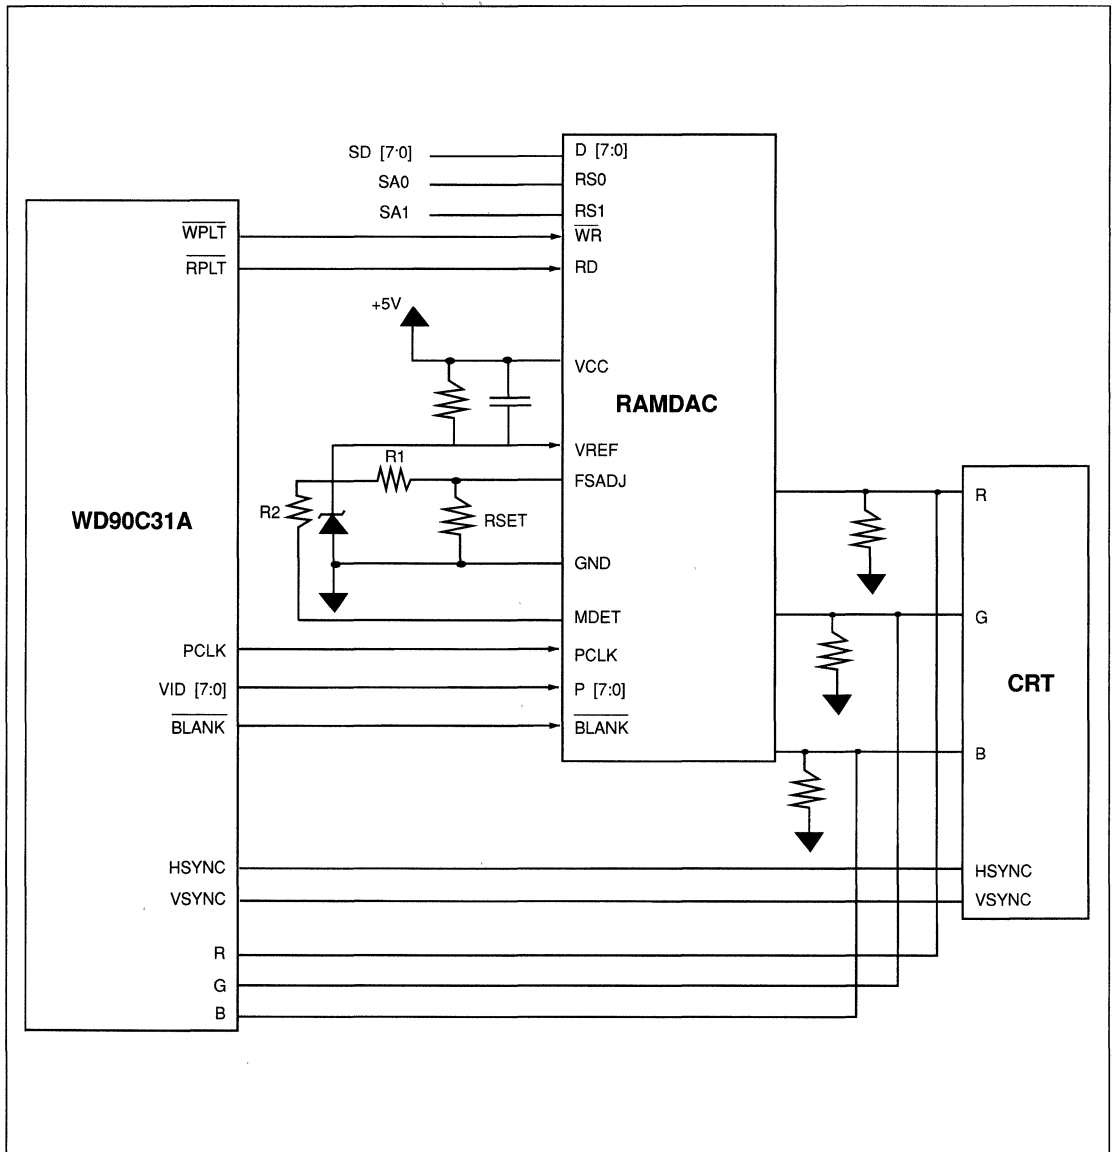 SD [7:0]
D [7:0]
SA0
RS0
SA1
RS1
WPLT
WR
RPLT
RD
+5V
VCC
RAMDAC
VREF
R1
FSADJ
R2
RSET
WD90C31A
GND
MDET
PCLK
PCLK
VID [7:0]
P [7:0]
BLANK
BLANK
R
G
CRT
B
HSYNC
HSYNC
VSYNC
VSYNC
R
G
B